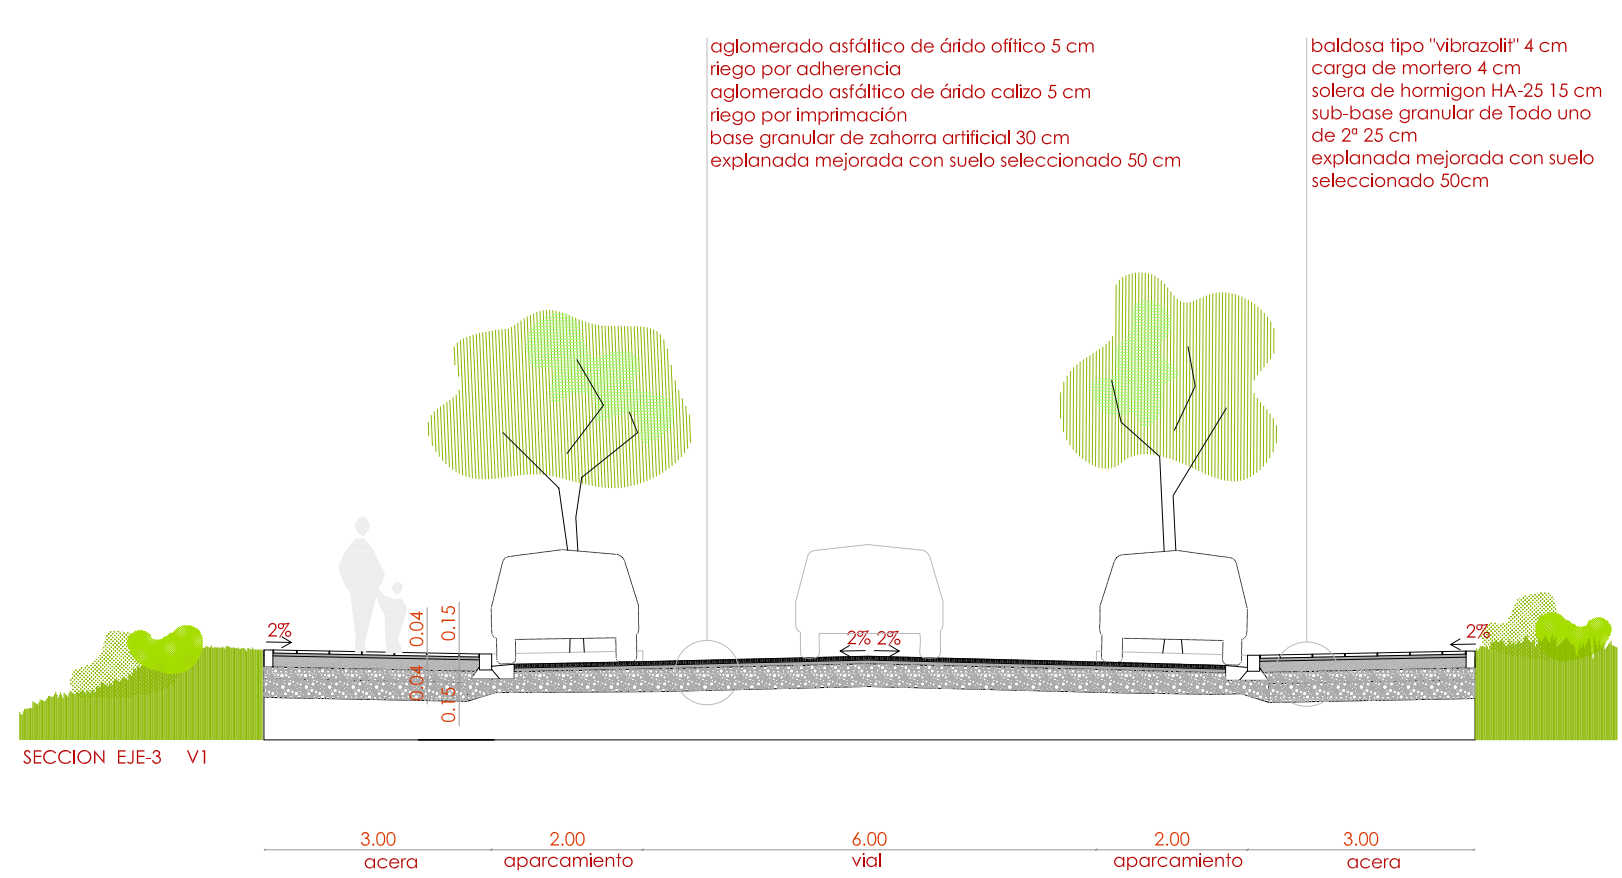 aglomerado asfáltico de árido ofítico 5 cm
riego por adherencia
aglomerado asfáltico de árido calizo 5 cm
riego por imprimación
base granular de zahorra artificial 30 cm
explanada mejorada con suelo seleccionado 50 cm
baldosa tipo "vibrazolit" 4 cm
carga de mortero 4 cm
solera de hormigon HA-25 15 cm
sub-base granular de Todo uno
de 2ª 25 cm
explanada mejorada con suelo
seleccionado 50cm
2%
0.04
0.15
2% 2%
2%
0.04
0.15
SECCION EJE-3 V1
3.00
2.00
6.00
2.00
3.00
acera
aparcamiento
vial
aparcamiento
acera